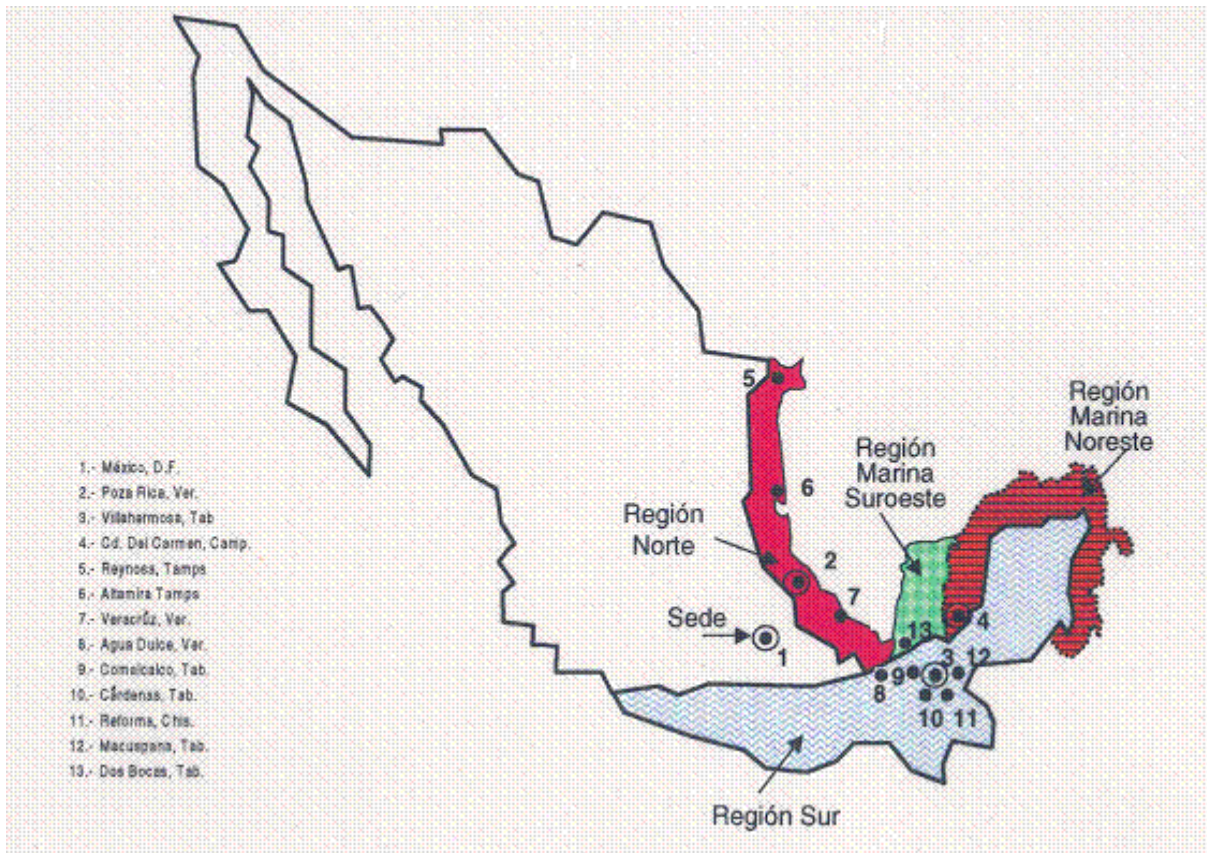 Región
Marina
Noreste
Región
Marina
Suroeste
Región
Norte
Sede
Región Sur
5
6
2
7
1
13
4
3
12
9
8
10
11
1.- México, D.F.
2.- Poza Rica, Ver.
3.- Villahermosa, Tab
4.- Cd. Del Carmen, Camp.
5.- Reynosa, Tamps
6.- Altamira Tamps
7.- Veracrúz, Ver.
8.- Agua Dulce, Ver.
9.- Comalcalco, Tab.
10.- Cárdenas, Tab.
11.- Reforma, Chis.
12.- Macuspana, Tab.
13.- Dos Bocas, Tab.